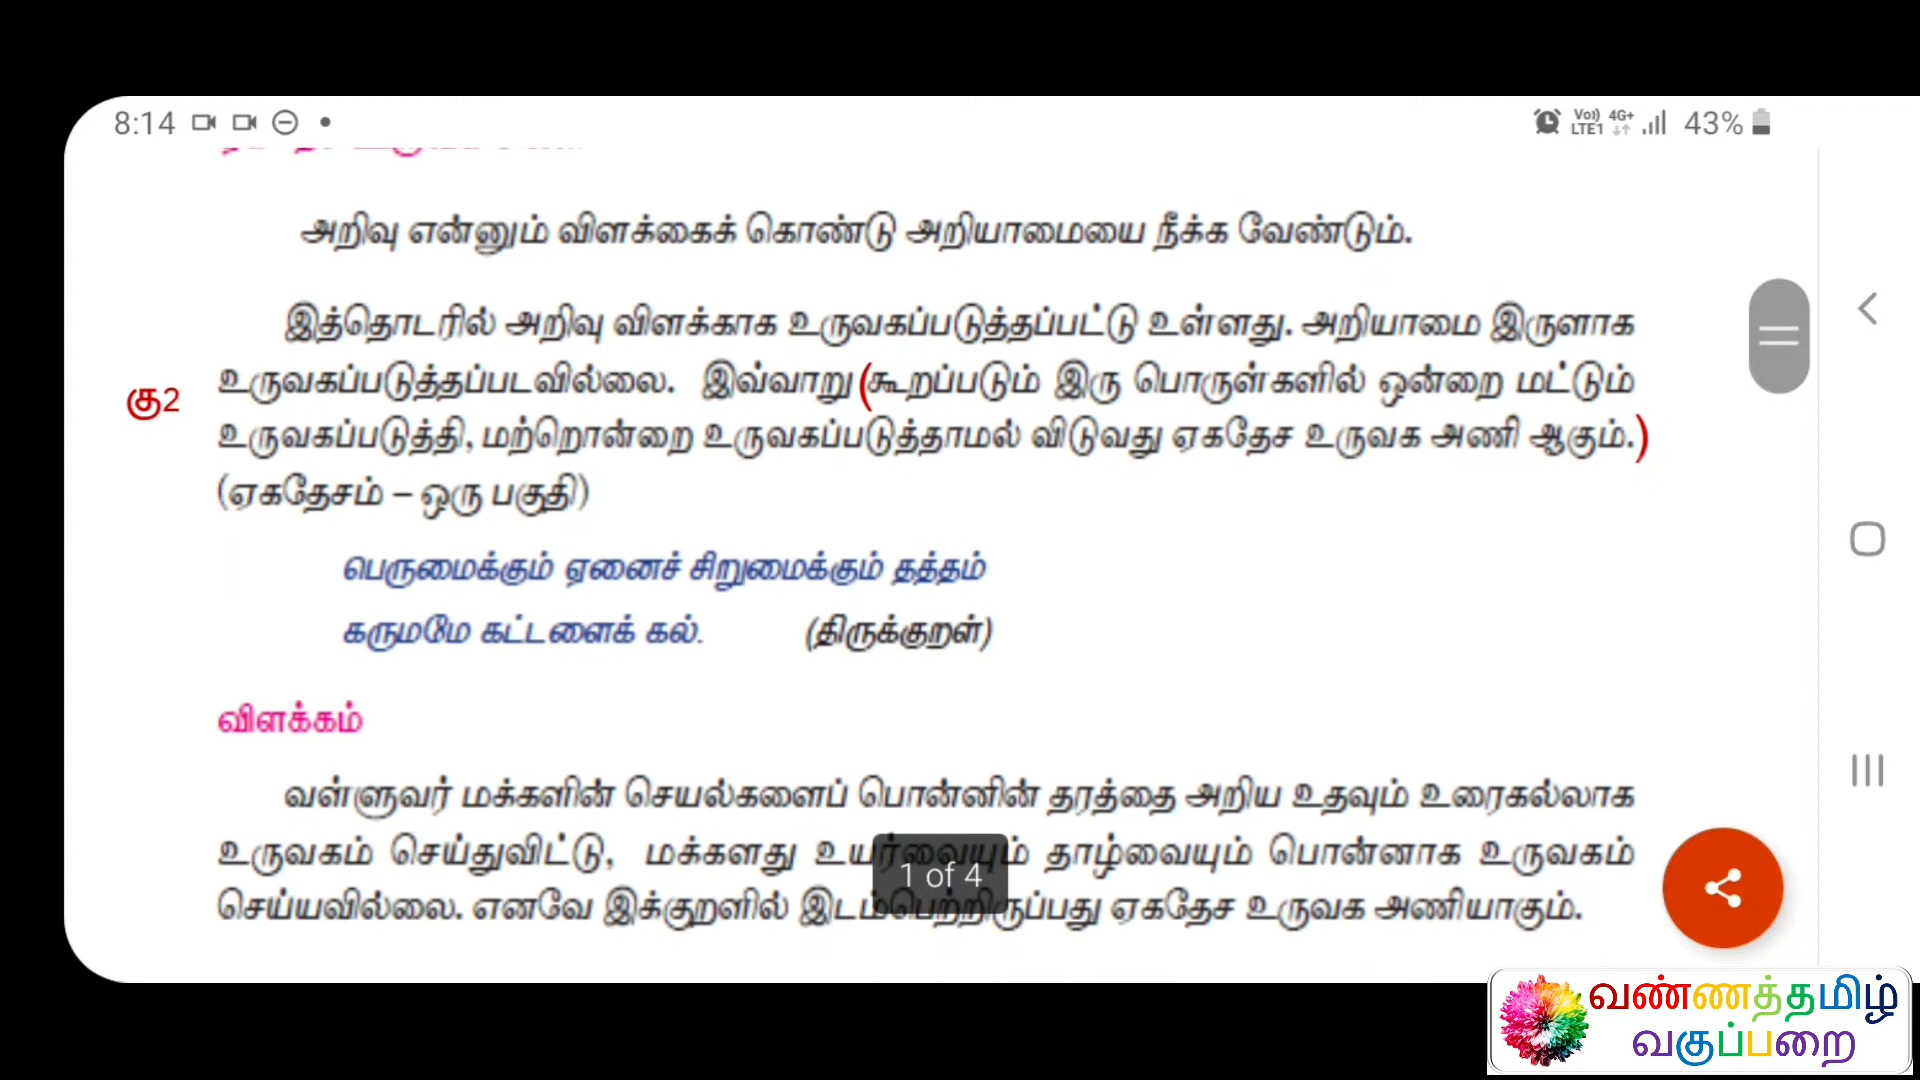 8:14
Vo) LTE1 4G+ 43%
அறிவு என்னும் விளக்கைக் கொண்டு அறியாமையை நீக்க வேண்டும்.
இத்தொடரில் அறிவு விளக்காக உருவகப்படுத்தப்பட்டு உள்ளது. அறியாமை இருளாக
கு2 உருவகப்படுத்தப்படவில்லை. இவ்வாறு (கூறப்படும் இரு பொருள்களில் ஒன்றை மட்டும்
உருவகப்படுத்தி, மற்றொன்றை உருவகப்படுத்தாமல் விடுவது ஏகதேச உருவக அணி ஆகும்.)
(ஏகதேசம் – ஒரு பகுதி)
பெருமைக்கும் ஏனைச் சிறுமைக்கும் தத்தம்
கருமமே கட்டளைக் கல். (திருக்குறள்)
விளக்கம்
வள்ளுவர் மக்களின் செயல்களைப் பொன்னின் தரத்தை அறிய உதவும் உரைகல்லாக
உருவகம் செய்துவிட்டு, மக்களது உயர்வையும் தாழ்வையும் பொன்னாக உருவகம்
1 of 4
செய்யவில்லை. எனவே இக்குறளில் இடம்பெற்றிருப்பது ஏகதேச உருவக அணியாகும்.
வண்ணத்தமிழ்
வகுப்பறை